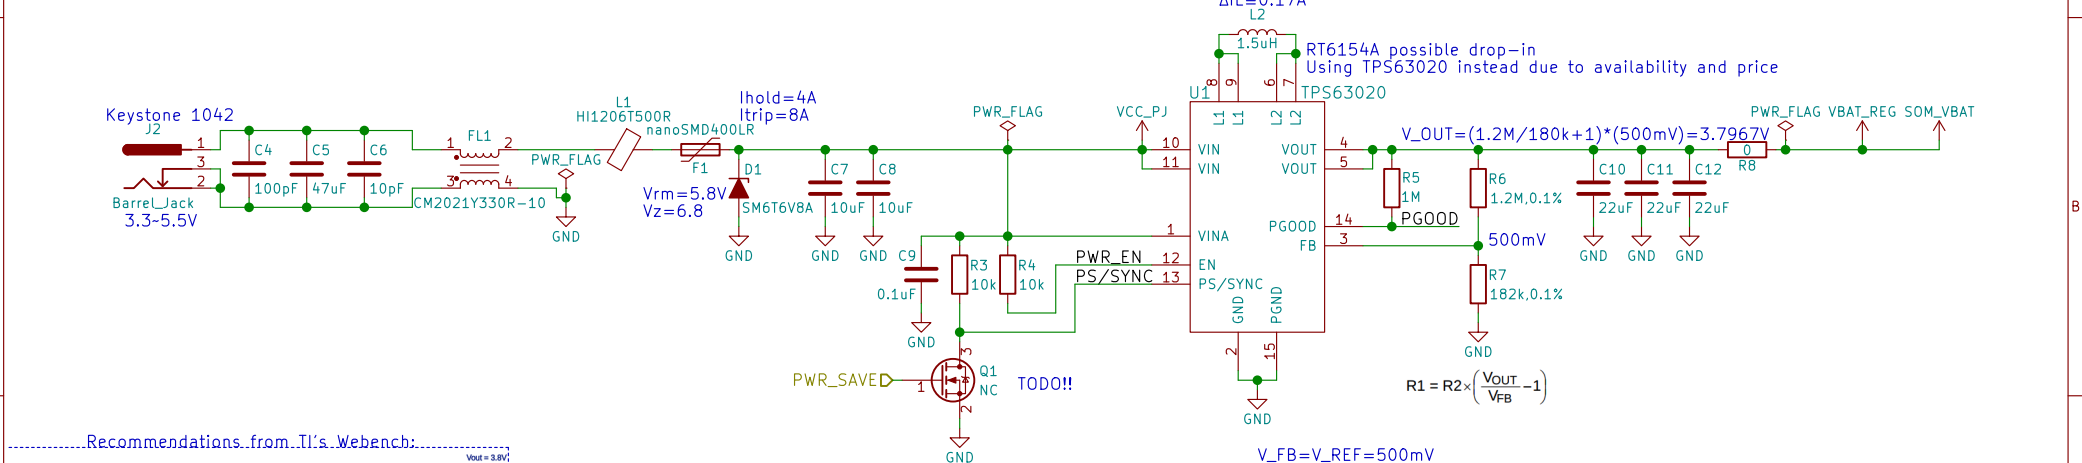 ΔIL=0.17A
L2
1.5uH
RT6154A possible drop-in
Using TPS63020 instead due to availability and price
U1
TPS63020
8
9
6
7
L1
L1
L2
L2
Keystone 1042
J2
1
3
2
Barrel_Jack
3.3~5.5V
C4
100pF
C5
47uF
C6
10pF
FL1
1
2
3
4
CM2021Y330R-10
PWR_FLAG
GND
L1
HI1206T500R
nanoSMD400LR
F1
Ihold=4A
Itrip=8A
D1
Vrm=5.8V
Vz=6.8
SM6T6V8A
GND
C7
10uF
GND
C8
10uF
GND
PWR_FLAG
VCC_PJ
10
VIN
11
VIN
1
VINA
PWR_EN
12
EN
PS/SYNC
13
PS/SYNC
C9
0.1uF
GND
R3
10k
R4
10k
PWR_SAVE
1
3
2
Q1
NC
TODO!!
GND
GND
PGND
2
15
GND
VOUT
4
VOUT
5
PGOOD
14
FB
3
V_OUT=(1.2M/180k+1)*(500mV)=3.7967V
R5
1M
PGOOD
R6
1.2M,0.1%
500mV
R7
182k,0.1%
GND
C10
22uF
GND
C11
22uF
GND
C12
22uF
GND
0
R8
PWR_FLAG
VBAT_REG
SOM_VBAT
B
R1 = R2×(VOUT/VFB −1)
V_FB=V_REF=500mV
Recommendations from TI's Webench:
Vout = 3.8V